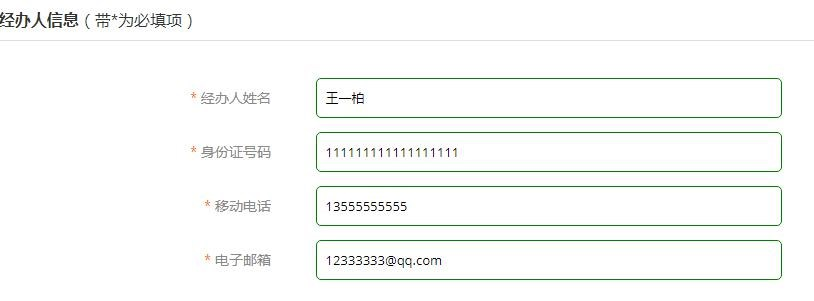 经办人信息（带*为必填项）
* 经办人姓名 王一柏
* 身份证号码 111111111111111111
* 移动电话 13555555555
* 电子邮箱 12333333@qq.com